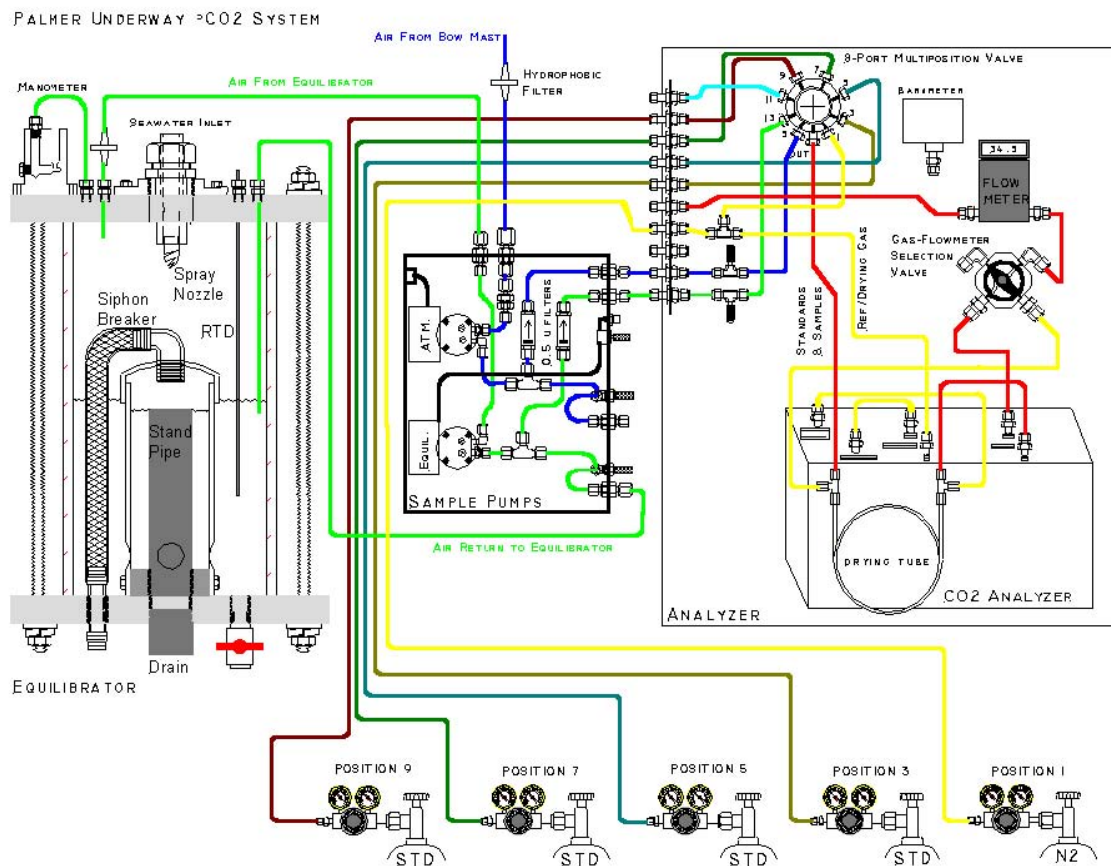 PALMER UNDERWAY PCO2 SYSTEM
AIR FROM BOW MAST
8-PORT MULTIPOSITION VALVE
AIR FROM EQUILIBRATOR
HYDROPHOBIC
FILTER
MANOMETER
BAROMETER
SEAWATER INLET
9
7
5
3
1
11
13
OUT
34.5
FLOW
METER
GAS-FLOWMETER
SELECTION
VALVE
Spray
Nozzle
Siphon
Breaker
RTD
ATM.
0.5 U FILTERS
STANDARDS
& SAMPLES
REF/DRYING GAS
Stand
Pipe
EQUIL.
SAMPLE PUMPS
AIR RETURN TO EQUILIBRATOR
DRYING TUBE
CO2 ANALYZER
ANALYZER
Drain
EQUILIBRATOR
POSITION 9
POSITION 7
POSITION 5
POSITION 3
POSITION 1
STD
STD
STD
STD
N2